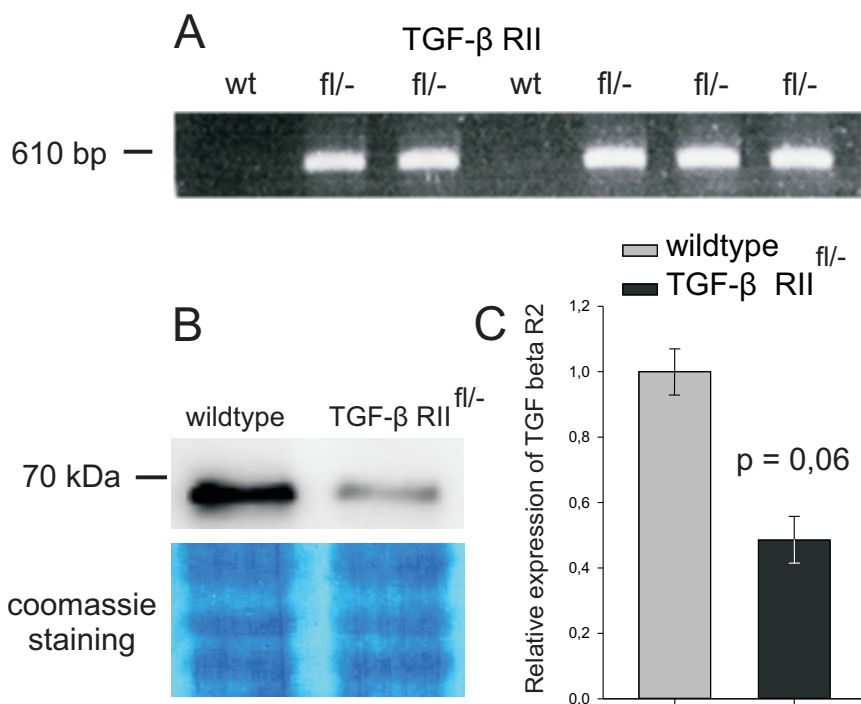 A
TGF-β RII
wt fl/- fl/- wt fl/- fl/- fl/-
610 bp
B
wildtype TGF-β RII fl/-
70 kDa
coomassie
staining
C
wildtype
TGF-β RII fl/-
Relative expression of TGF beta R2
1,2
1,0
0,8
0,6
0,4
0,2
0.0
p = 0,06